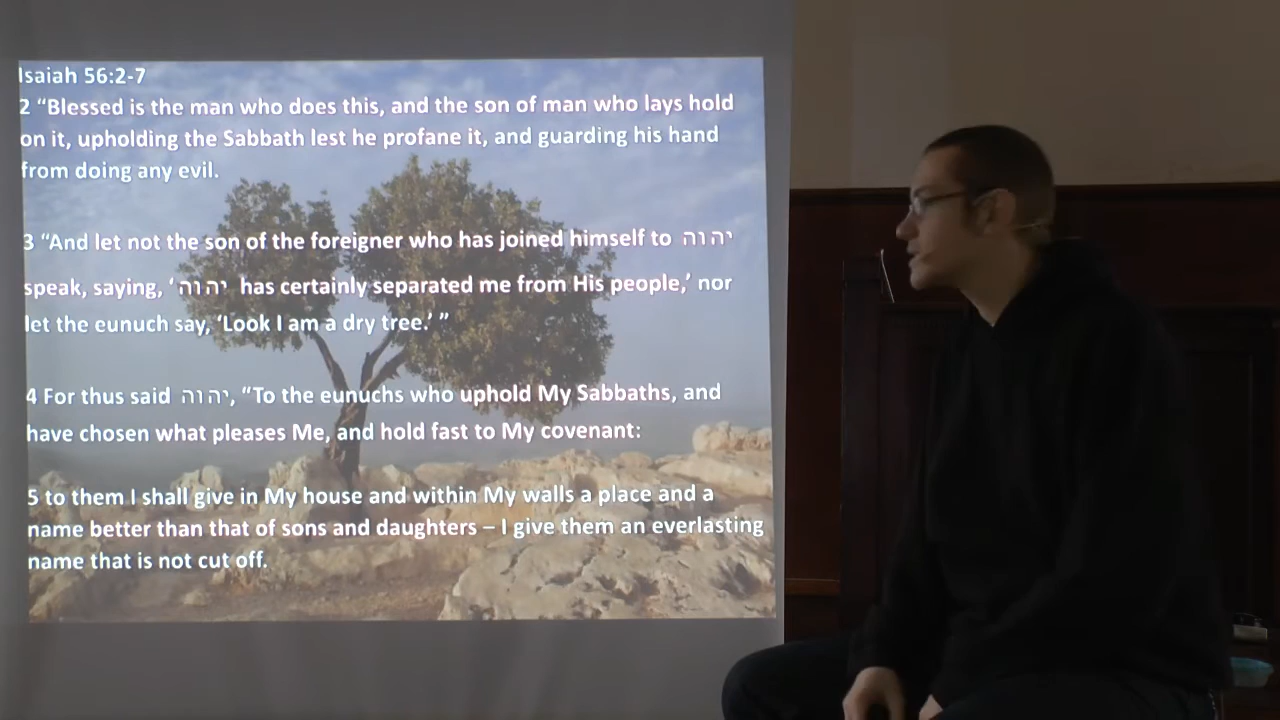 Isaiah 56:2-7
2 “Blessed is the man who does this, and the son of man who lays hold
on it, upholding the Sabbath lest he profane it, and guarding his hand
from doing any evil.
3 “And let not the son of the foreigner who has joined himself to יהוה
speak, saying, ‘יהוה has certainly separated me from His people,’ nor
let the eunuch say, ‘Look I am a dry tree.’ ”
4 For thus said יהוה, “To the eunuchs who uphold My Sabbaths, and
have chosen what pleases Me, and hold fast to My covenant:
5 to them I shall give in My house and within My walls a place and a
name better than that of sons and daughters – I give them an everlasting
name that is not cut off.